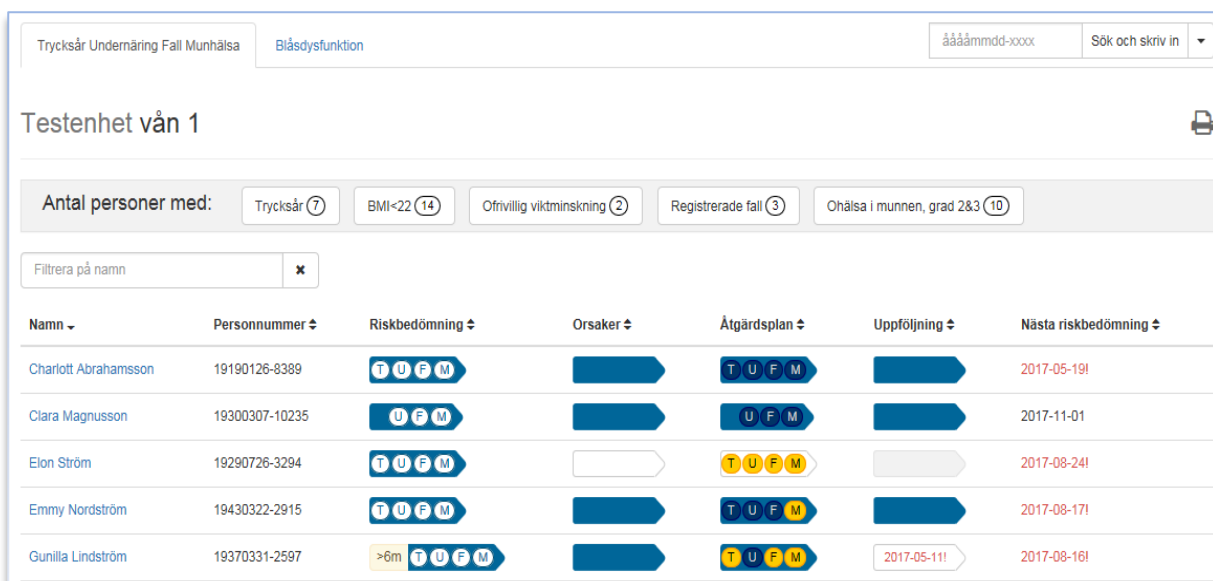 Trycksår Undernäring Fall Munhälsa Blåsdysfunktion ååååmmdd-xxxx Sök och skriv in
Testenhet vån 1
Antal personer med: Trycksår 7 BMI<22 14 Ofrivillig viktminskning 2 Registrerade fall 3 Ohälsa i munnen, grad 2&3 10
Filtrera på namn
Namn Personnummer Riskbedömning Orsaker Åtgärdsplan Uppföljning Nästa riskbedömning
Charlott Abrahamsson 19190126-8389 T U F M T U F M 2017-05-19!
Clara Magnusson 19300307-10235 U F M U F M 2017-11-01
Elon Ström 19290726-3294 T U F M T U F M 2017-08-24!
Emmy Nordström 19430322-2915 T U F M T U F M 2017-08-17!
Gunilla Lindström 19370331-2597 >6m T U F M T U F M 2017-05-11! 2017-08-16!